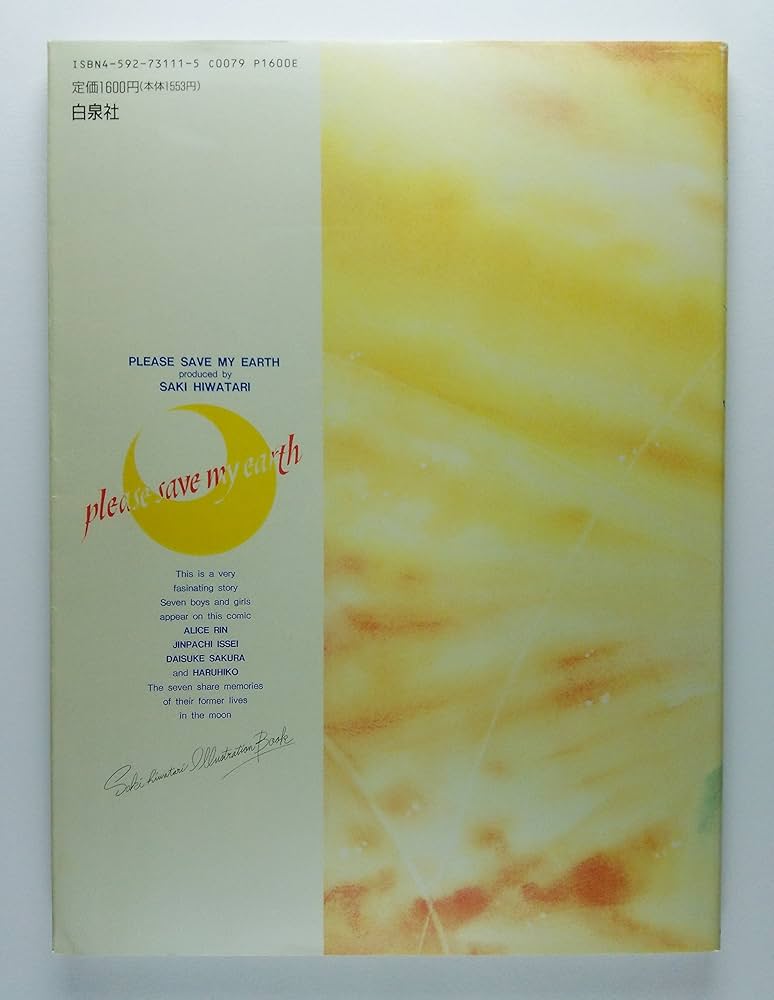 ISBN4-592-73111-5 C0079 P1600E
定価1600円(本体1553円)
白泉社
PLEASE SAVE MY EARTH
produced by
SAKI HIWATARI
please save my earth
This is a very
fasinating story
Seven boys and girls
appear on this comic
ALICE RIN
JINPACHI ISSEI
DAISUKE SAKURA
and HARUHIKO
The seven share memories
of their former lives
in the moon
Saki hiwatari Illustration Book